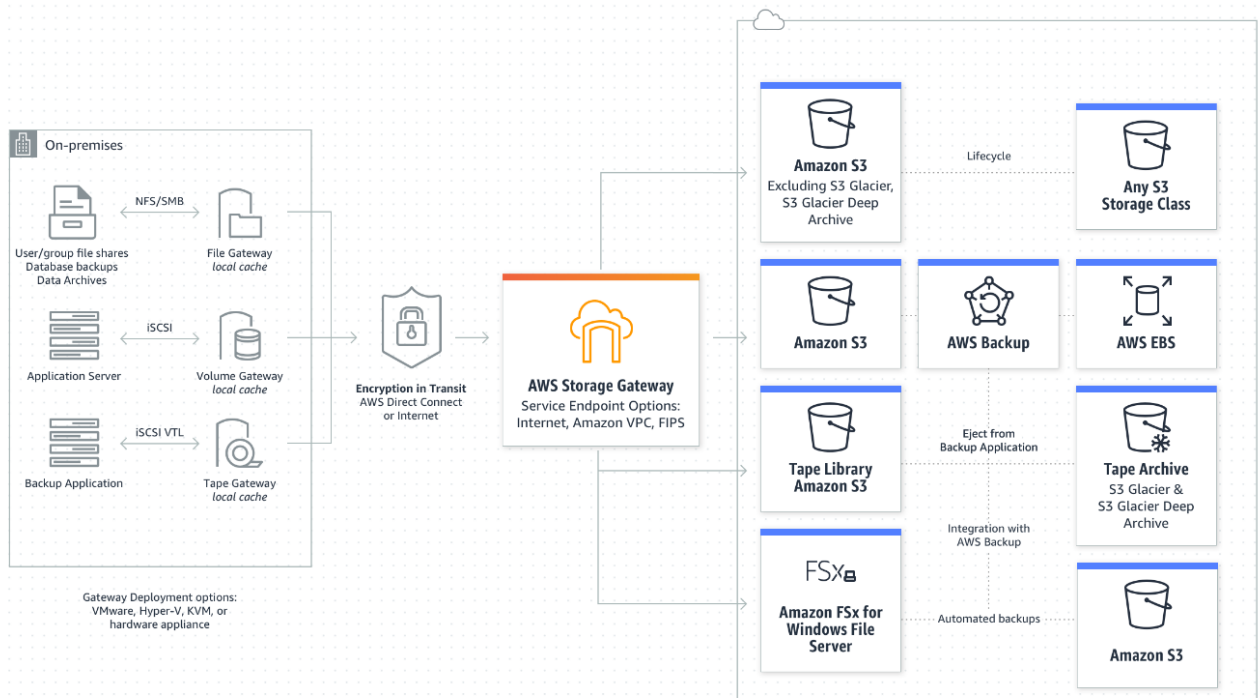 On-premises
NFS/SMB
User/group file shares
Database backups
Data Archives
File Gateway
local cache
iSCSI
Application Server
Volume Gateway
local cache
iSCSI VTL
Backup Application
Tape Gateway
local cache
Gateway Deployment options:
VMware, Hyper-V, KVM, or
hardware appliance
Encryption in Transit
AWS Direct Connect
or Internet
AWS Storage Gateway
Service Endpoint Options:
Internet, Amazon VPC, FIPS
Amazon S3
Excluding S3 Glacier,
S3 Glacier Deep
Archive
Lifecycle
Any S3
Storage Class
Amazon S3
AWS Backup
AWS EBS
Tape Library
Amazon S3
Eject from
Backup Application
Tape Archive
S3 Glacier &
S3 Glacier Deep
Archive
Integration with
AWS Backup
FSx
Amazon FSx for
Windows File
Server
Automated backups
Amazon S3